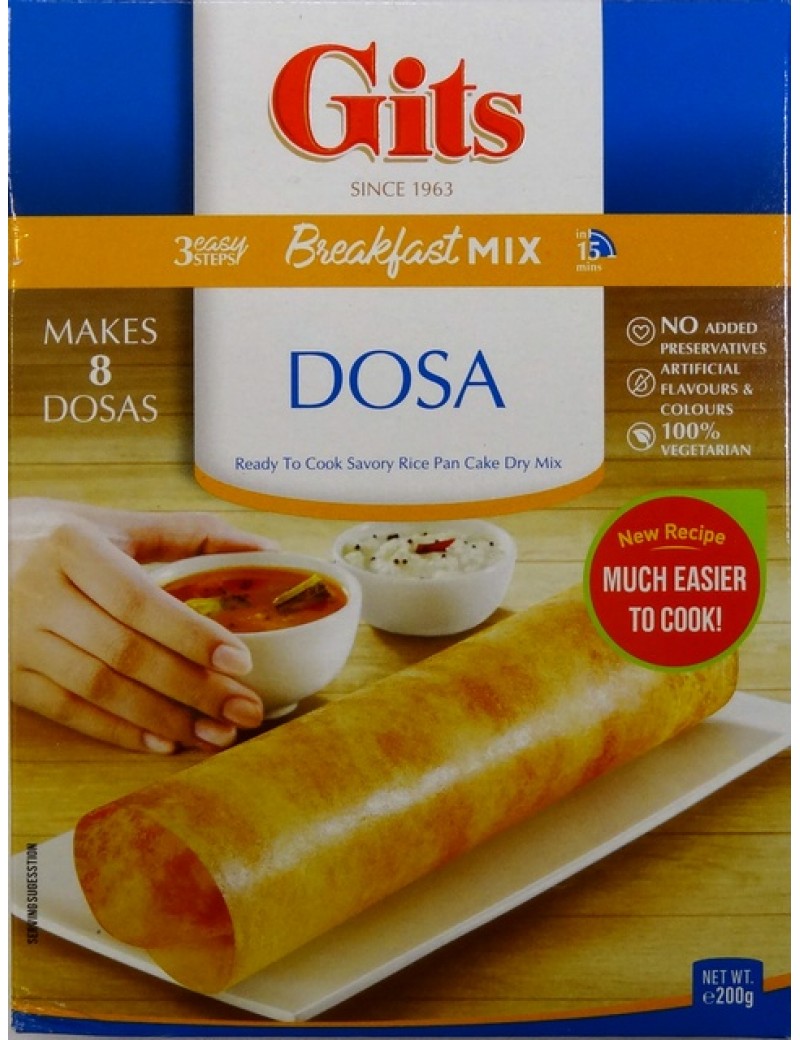 Gits
SINCE 1963
3 easy STEPS!
Breakfast MIX
in 15 mins
MAKES
8
DOSAS
DOSA
Ready To Cook Savory Rice Pan Cake Dry Mix
NO ADDED
PRESERVATIVES
ARTIFICIAL
FLAVOURS &
COLOURS
100%
VEGETARIAN
New Recipe
MUCH EASIER
TO COOK!
SERVING SUGESSTION
NET WT.
℮200g